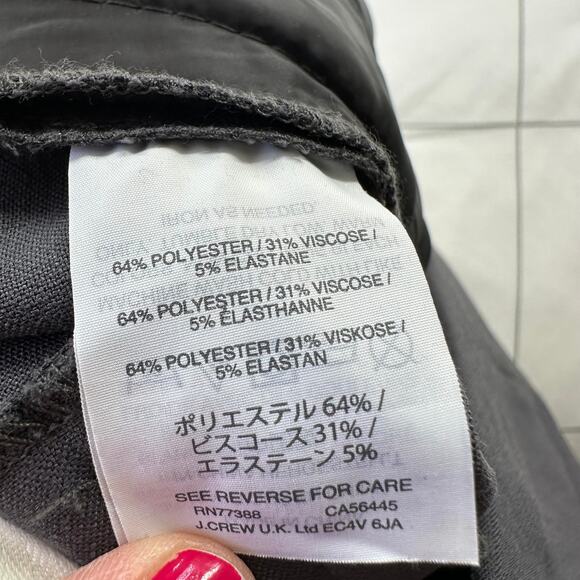 64% POLYESTER / 31% VISCOSE /
5% ELASTANE
64% POLYESTER / 31% VISCOSE /
5% ÉLASTHANNE
64% POLYESTER / 31% VISKOSE /
5% ELASTAN
ポリエステル 64% /
ビスコース 31% /
エラステーン 5%
SEE REVERSE FOR CARE
RN77388 CA56445
J.CREW U.K. Ltd EC4V 6JA